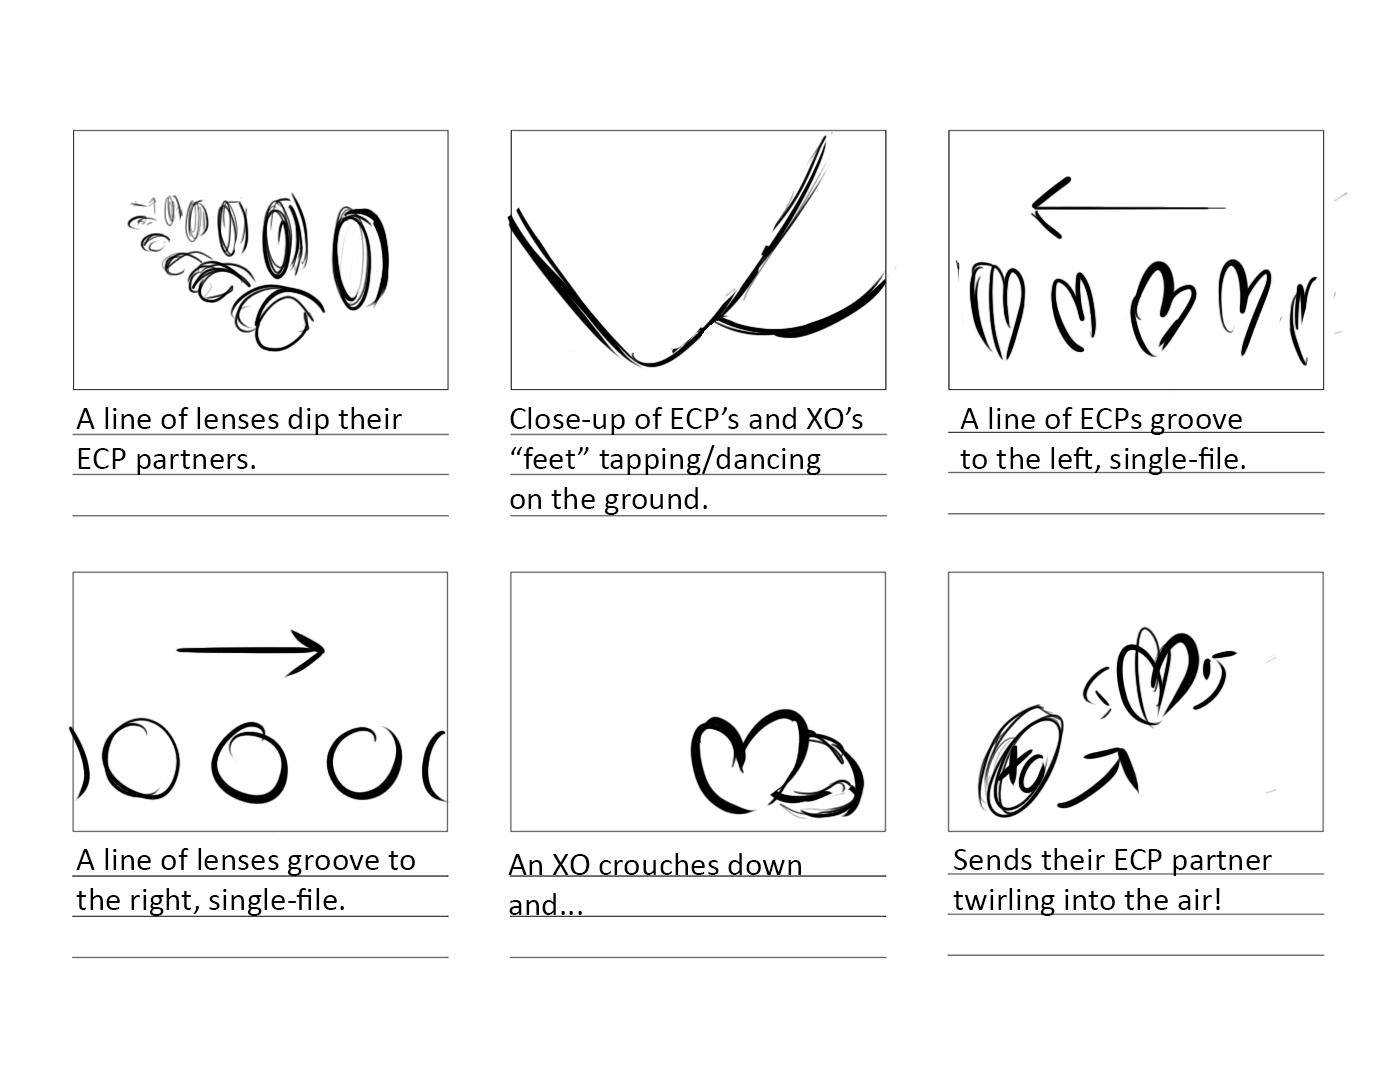 A line of lenses dip their
ECP partners.
Close-up of ECP’s and XO’s
“feet” tapping/dancing
on the ground.
A line of ECPs groove
to the left, single-file.
A line of lenses groove to
the right, single-file.
An XO crouches down
and...
XO
Sends their ECP partner
twirling into the air!